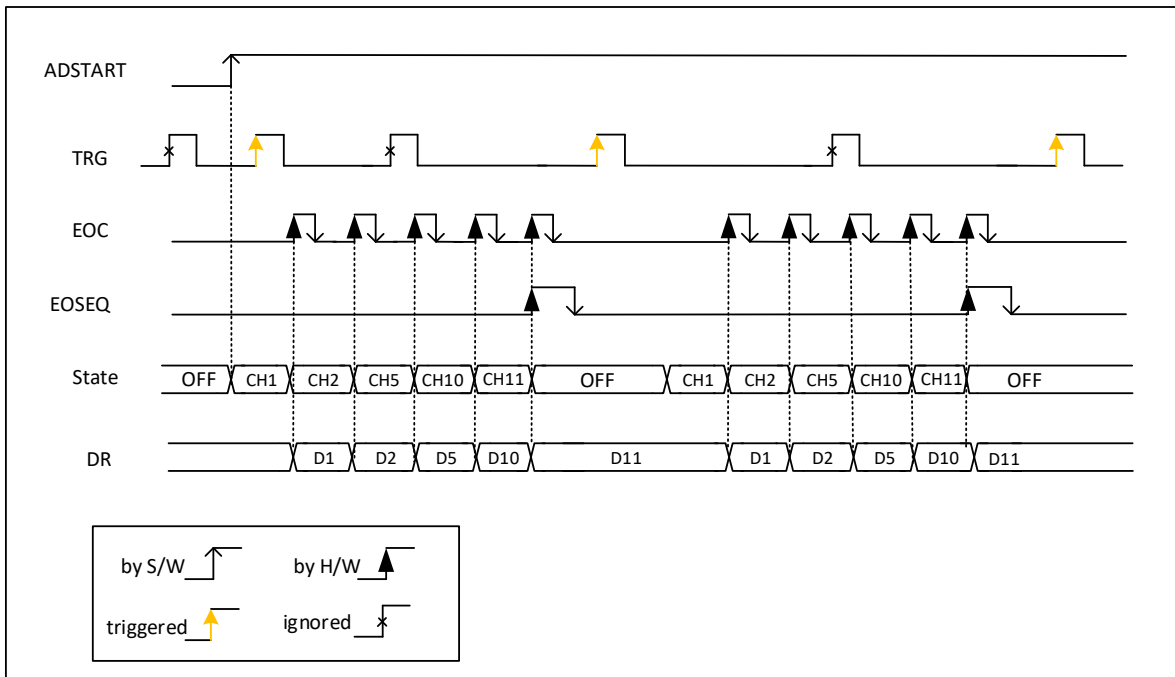 ADSTART
TRG
EOC
EOSEQ
State OFF CH1 CH2 CH5 CH10 CH11 OFF CH1 CH2 CH5 CH10 CH11 OFF
DR D1 D2 D5 D10 D11 D1 D2 D5 D10 D11
by S/W by H/W
triggered ignored